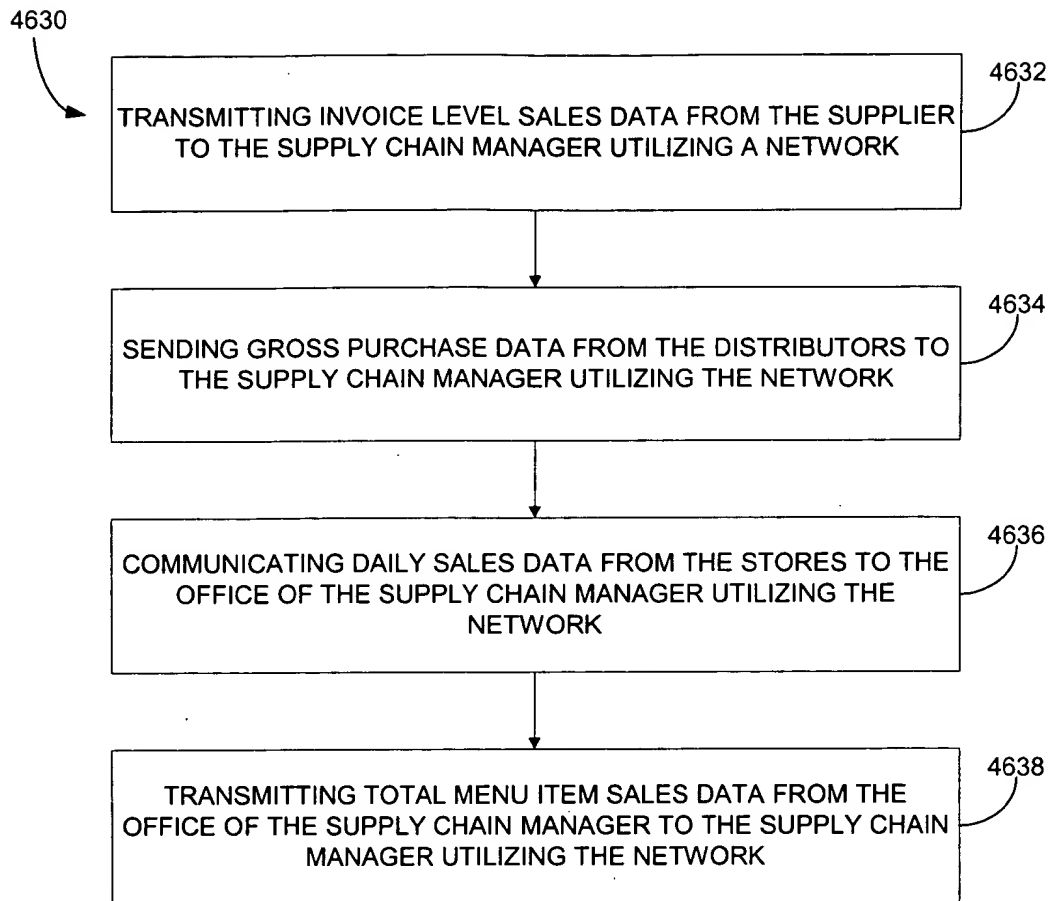 4630
4632
TRANSMITTING INVOICE LEVEL SALES DATA FROM THE SUPPLIER
TO THE SUPPLY CHAIN MANAGER UTILIZING A NETWORK
4634
SENDING GROSS PURCHASE DATA FROM THE DISTRIBUTORS TO
THE SUPPLY CHAIN MANAGER UTILIZING THE NETWORK
4636
COMMUNICATING DAILY SALES DATA FROM THE STORES TO THE
OFFICE OF THE SUPPLY CHAIN MANAGER UTILIZING THE
NETWORK
4638
TRANSMITTING TOTAL MENU ITEM SALES DATA FROM THE
OFFICE OF THE SUPPLY CHAIN MANAGER TO THE SUPPLY CHAIN
MANAGER UTILIZING THE NETWORK